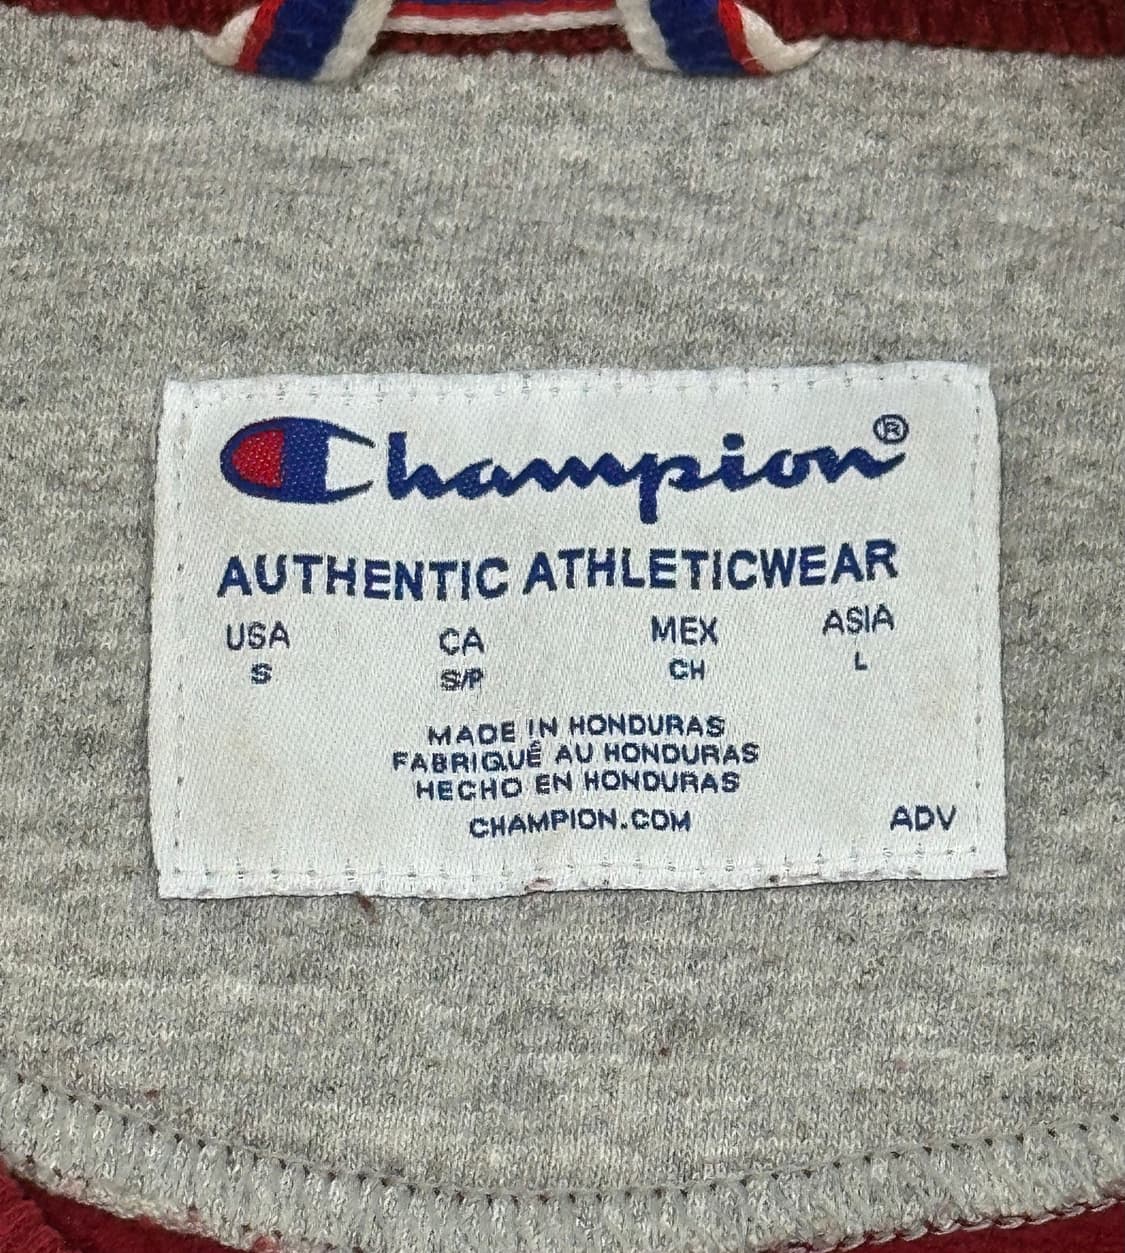 Champion®
AUTHENTIC ATHLETICWEAR
USA CA MEX ASIA
S S/P CH L
MADE IN HONDURAS
FABRIQUÉ AU HONDURAS
HECHO EN HONDURAS
CHAMPION.COM ADV